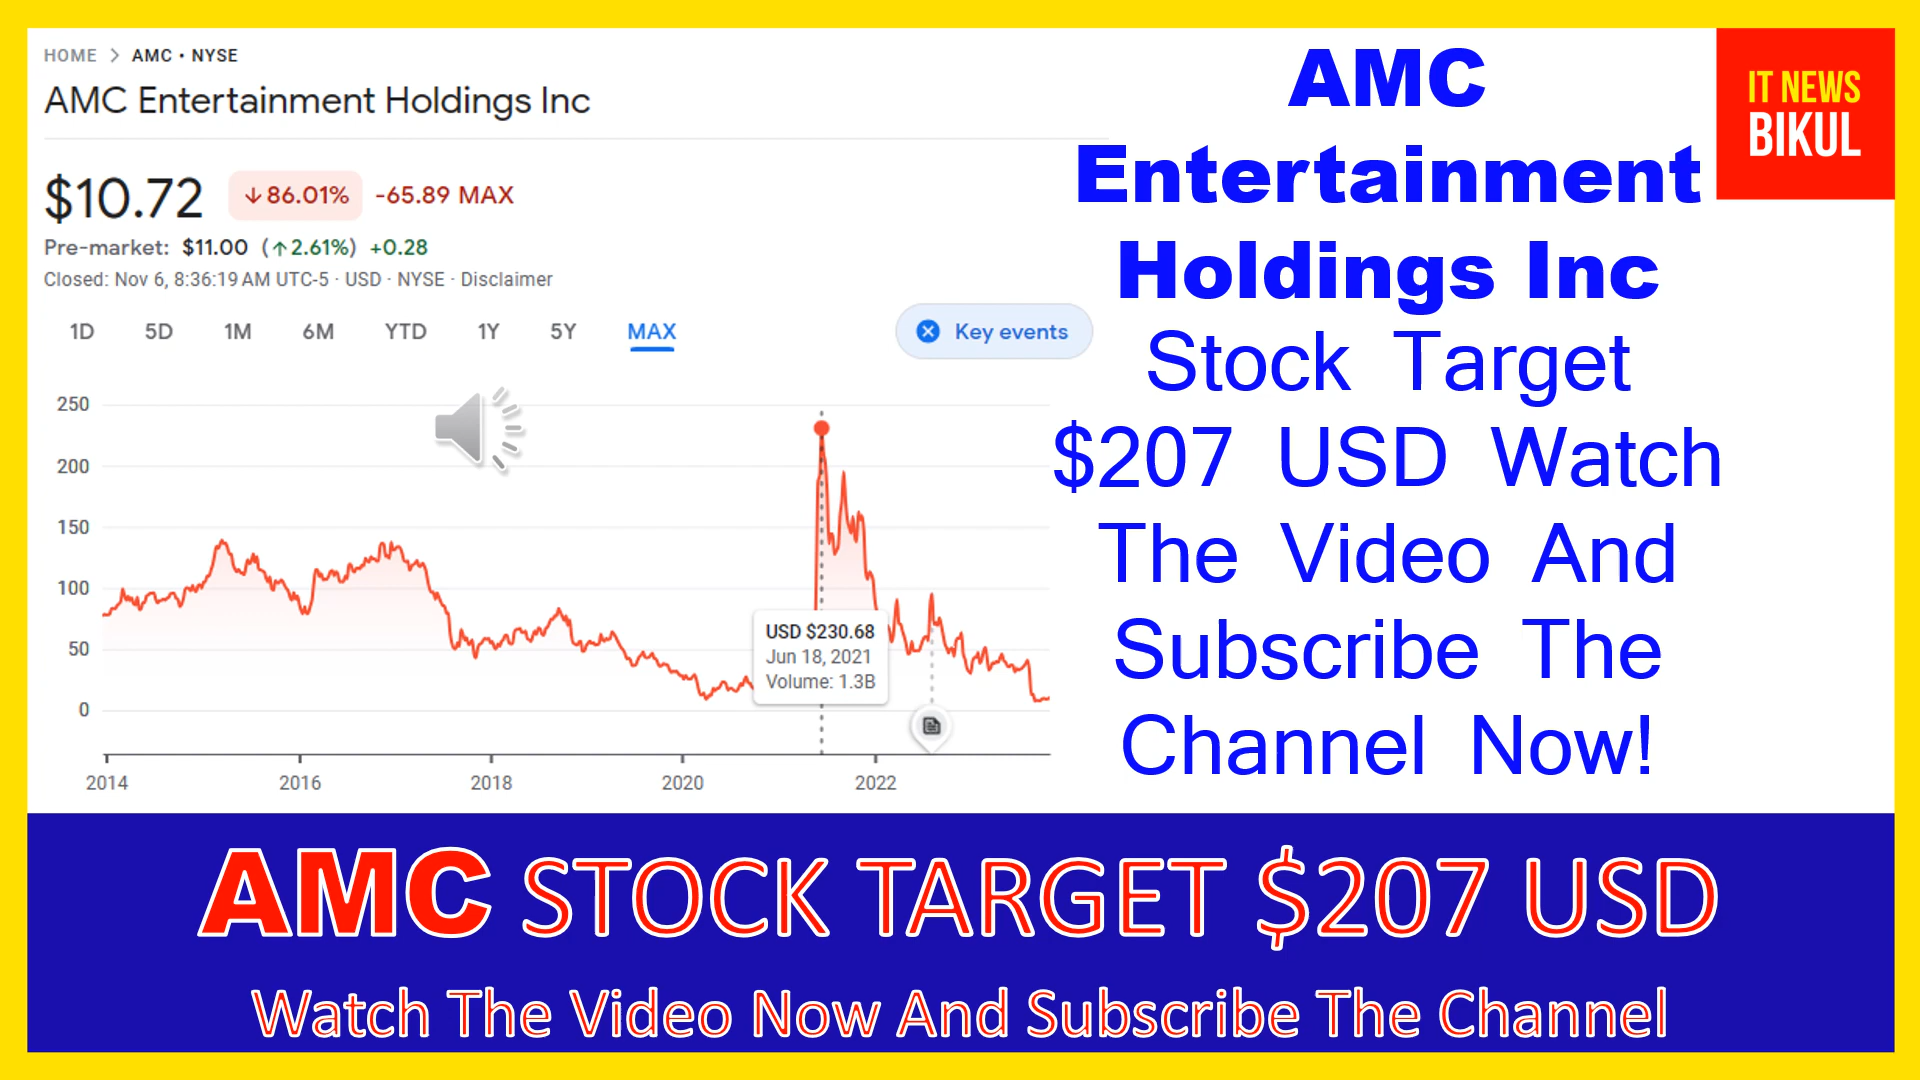 HOME > AMC • NYSE
AMC Entertainment Holdings Inc
$10.72 ↓86.01% -65.89 MAX
Pre-market: $11.00 (↑2.61%) +0.28
Closed: Nov 6, 8:36:19 AM UTC-5 · USD · NYSE · Disclaimer
1D 5D 1M 6M YTD 1Y 5Y MAX
Key events
250
200
150
100
50
0
USD $230.68
Jun 18, 2021
Volume: 1.3B
2014 2016 2018 2020 2022
AMC
Entertainment
Holdings Inc
Stock Target
$207 USD Watch
The Video And
Subscribe The
Channel Now!
IT NEWS
BIKUL
AMC STOCK TARGET $207 USD
Watch The Video Now And Subscribe The Channel